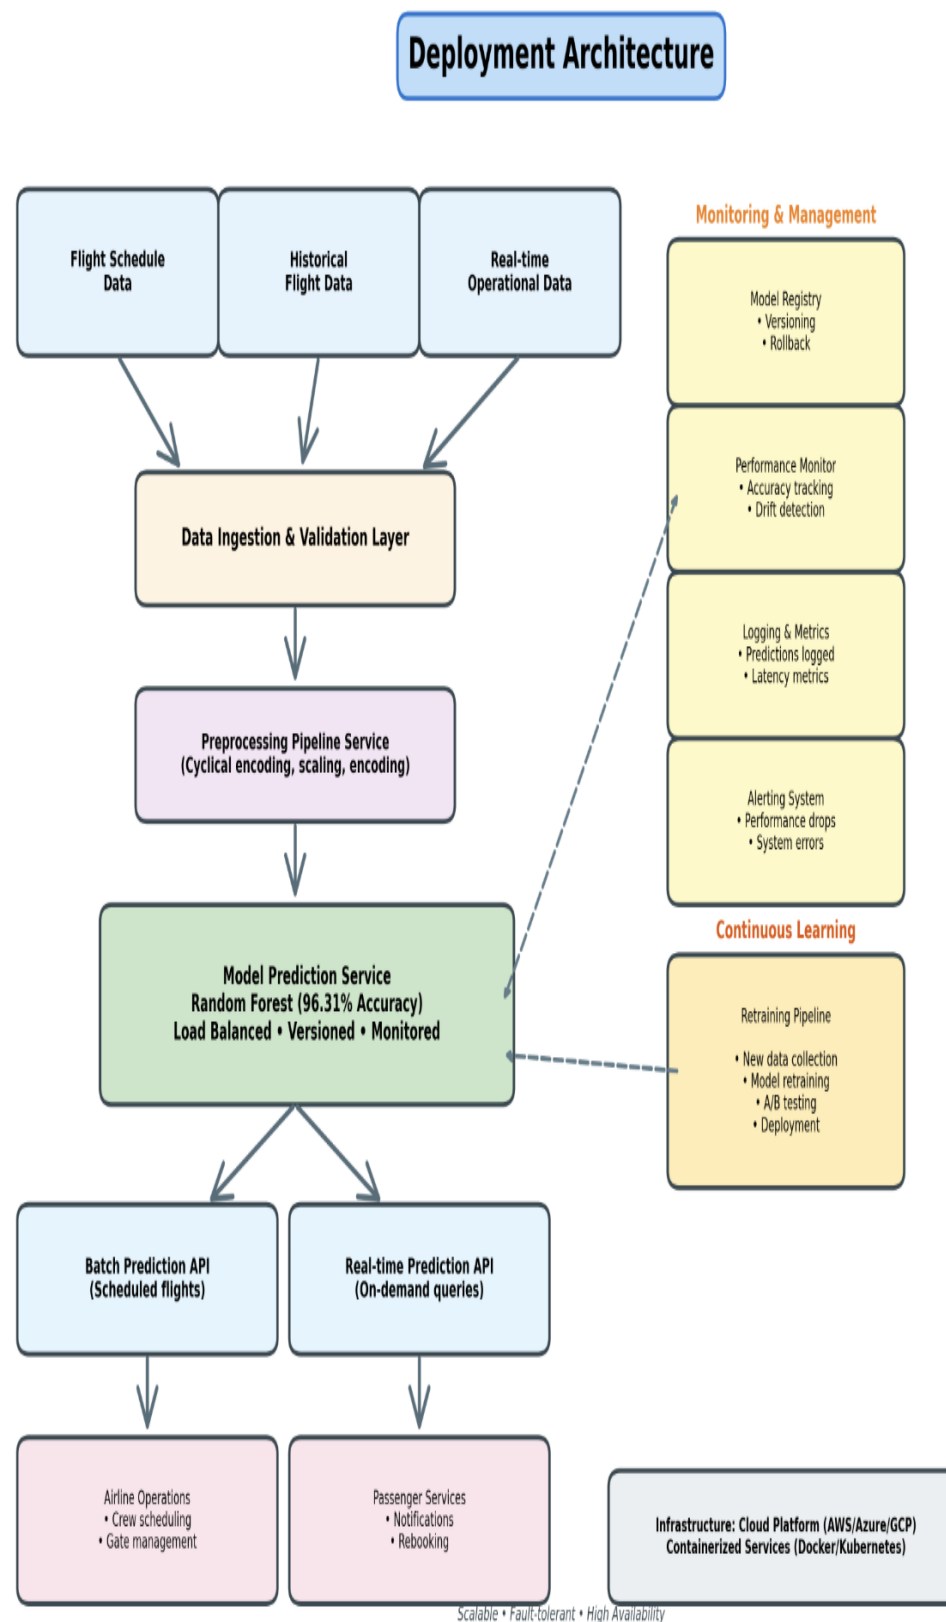 Deployment Architecture
Flight Schedule
Data
Historical
Flight Data
Real-time
Operational Data
Monitoring & Management
Model Registry
• Versioning
• Rollback
Performance Monitor
• Accuracy tracking
• Drift detection
Data Ingestion & Validation Layer
Logging & Metrics
• Predictions logged
• Latency metrics
Preprocessing Pipeline Service
(Cyclical encoding, scaling, encoding)
Alerting System
• Performance drops
• System errors
Model Prediction Service
Random Forest (96.31% Accuracy)
Load Balanced • Versioned • Monitored
Continuous Learning
Retraining Pipeline
• New data collection
• Model retraining
• A/B testing
• Deployment
Batch Prediction API
(Scheduled flights)
Real-time Prediction API
(On-demand queries)
Airline Operations
• Crew scheduling
• Gate management
Passenger Services
• Notifications
• Rebooking
Infrastructure: Cloud Platform (AWS/Azure/GCP)
Containerized Services (Docker/Kubernetes)
Scalable • Fault-tolerant • High Availability